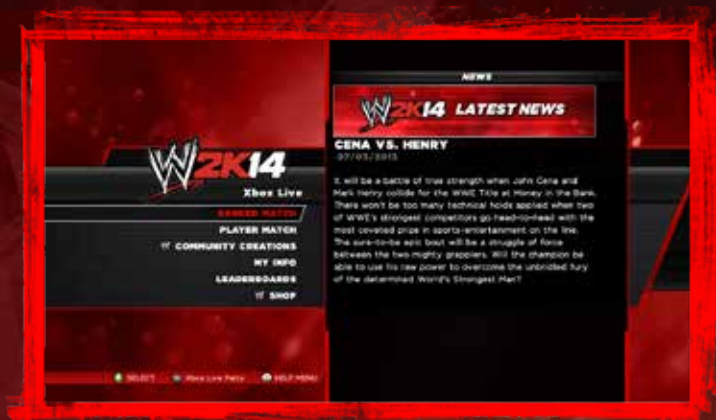 W2K14
Xbox Live
RANKED MATCH
PLAYER MATCH
COMMUNITY CREATIONS
MY INFO
LEADERBOARDS
SHOP
SELECT Xbox Live Party HELP MENU
NEWS
W2K14 LATEST NEWS
CENA VS. HENRY
07/03/2013
It will be a battle of true strength when John Cena and
Mark Henry collide for the WWE Title at Money in the Bank.
There won't be too many technical holds applied when two
of WWE's strongest competitors go head-to-head with the
most coveted prize in sports-entertainment on the line.
The sure-to-be epic bout will be a struggle of force
between the two mighty grapplers. Will the champion be
able to use his raw power to overcome the unbridled fury
of the determined World's Strongest Man?